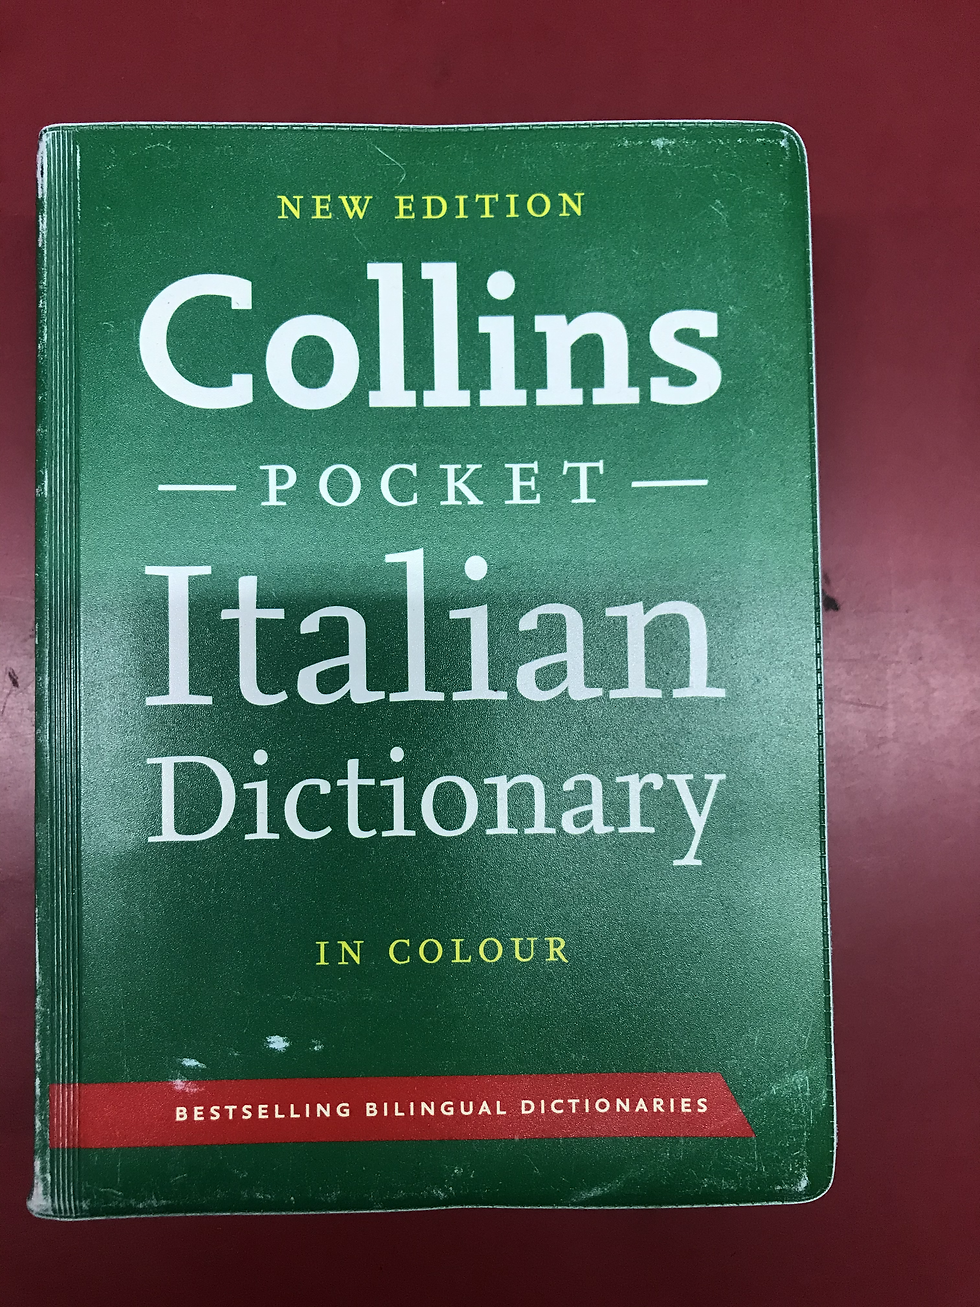 NEW EDITION
Collins
POCKET
Italian
Dictionary
IN COLOUR
BESTSELLING BILINGUAL DICTIONARIES